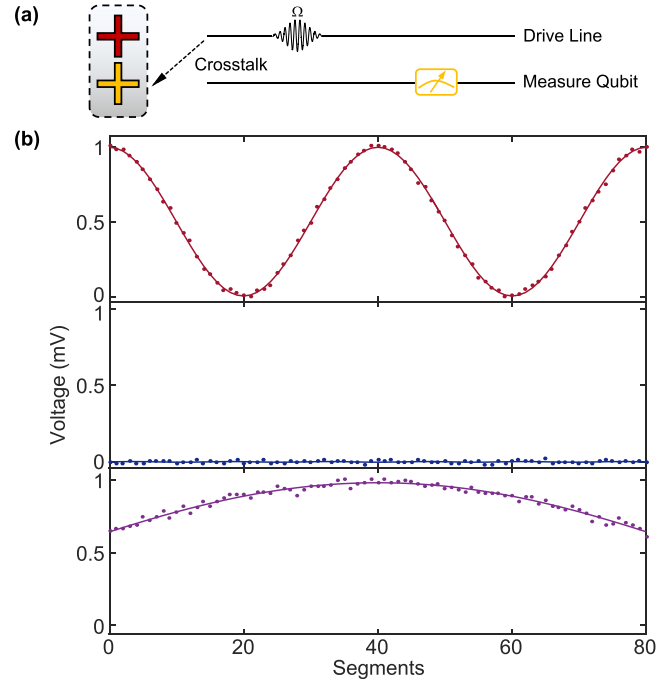 (a)
Ω
Drive Line
Crosstalk
Measure Qubit
(b)
1
0.5
0
1
0.5
0
1
0.5
0
Voltage (mV)
0 20 40 60 80
Segments